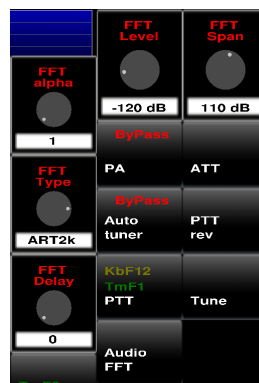 FFT
Level
-120 dB
FFT
Span
110 dB
FFT
alpha
1
ByPass
PA
ATT
FFT
Type
ART2k
ByPass
Auto
tuner
PTT
rev
FFT
Delay
0
KbF12
TmF1
PTT
Tune
Audio
FFT